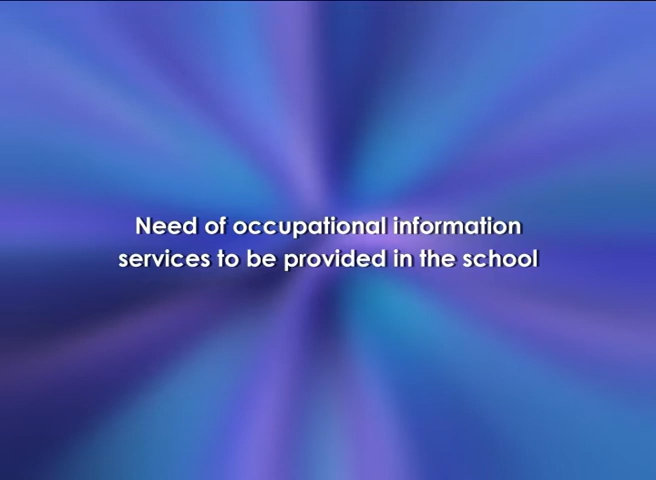 Need of occupational information
services to be provided in the school